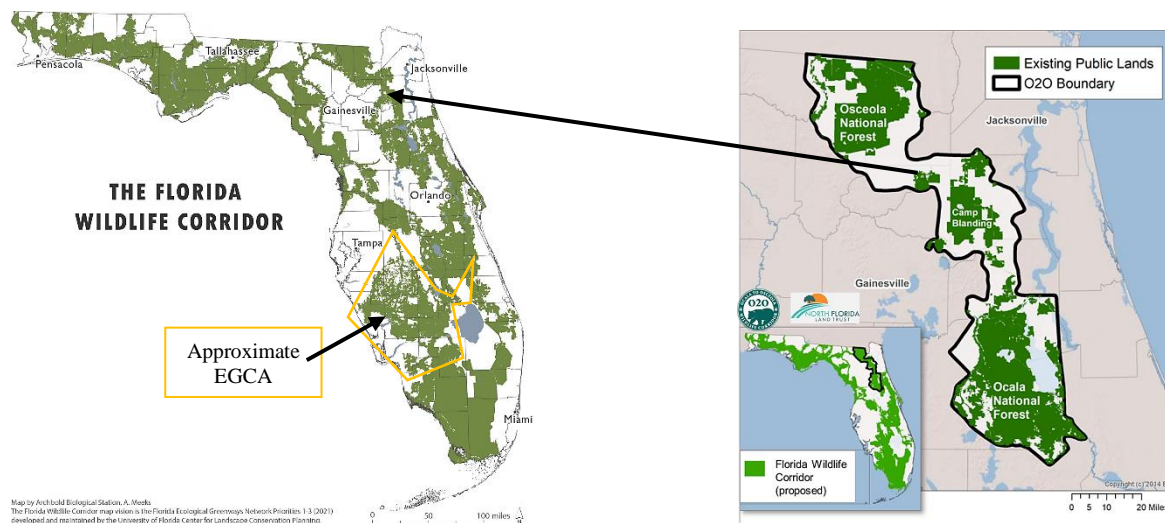 Pensacola
Tallahassee
Jacksonville
Gainesville
THE FLORIDA
WILDLIFE CORRIDOR
Orlando
Tampa
Approximate
EGCA
Miami
Map by Archbold Biological Station, A. Meeks
The Florida Wildlife Corridor map vision is the Florida Ecological Greenways Network Priorities 1-3 (2021)
developed and maintained by the University of Florida Center for Landscape Conservation Planning.
0 50 100 miles
Existing Public Lands
O2O Boundary
Osceola
National
Forest
Jacksonville
Camp
Blanding
Gainesville
O2O
NORTH FLORIDA
LAND TRUST
Ocala
National
Forest
Florida Wildlife
Corridor
(proposed)
Copyright (c) 2014 E
0 5 10 20 Mile